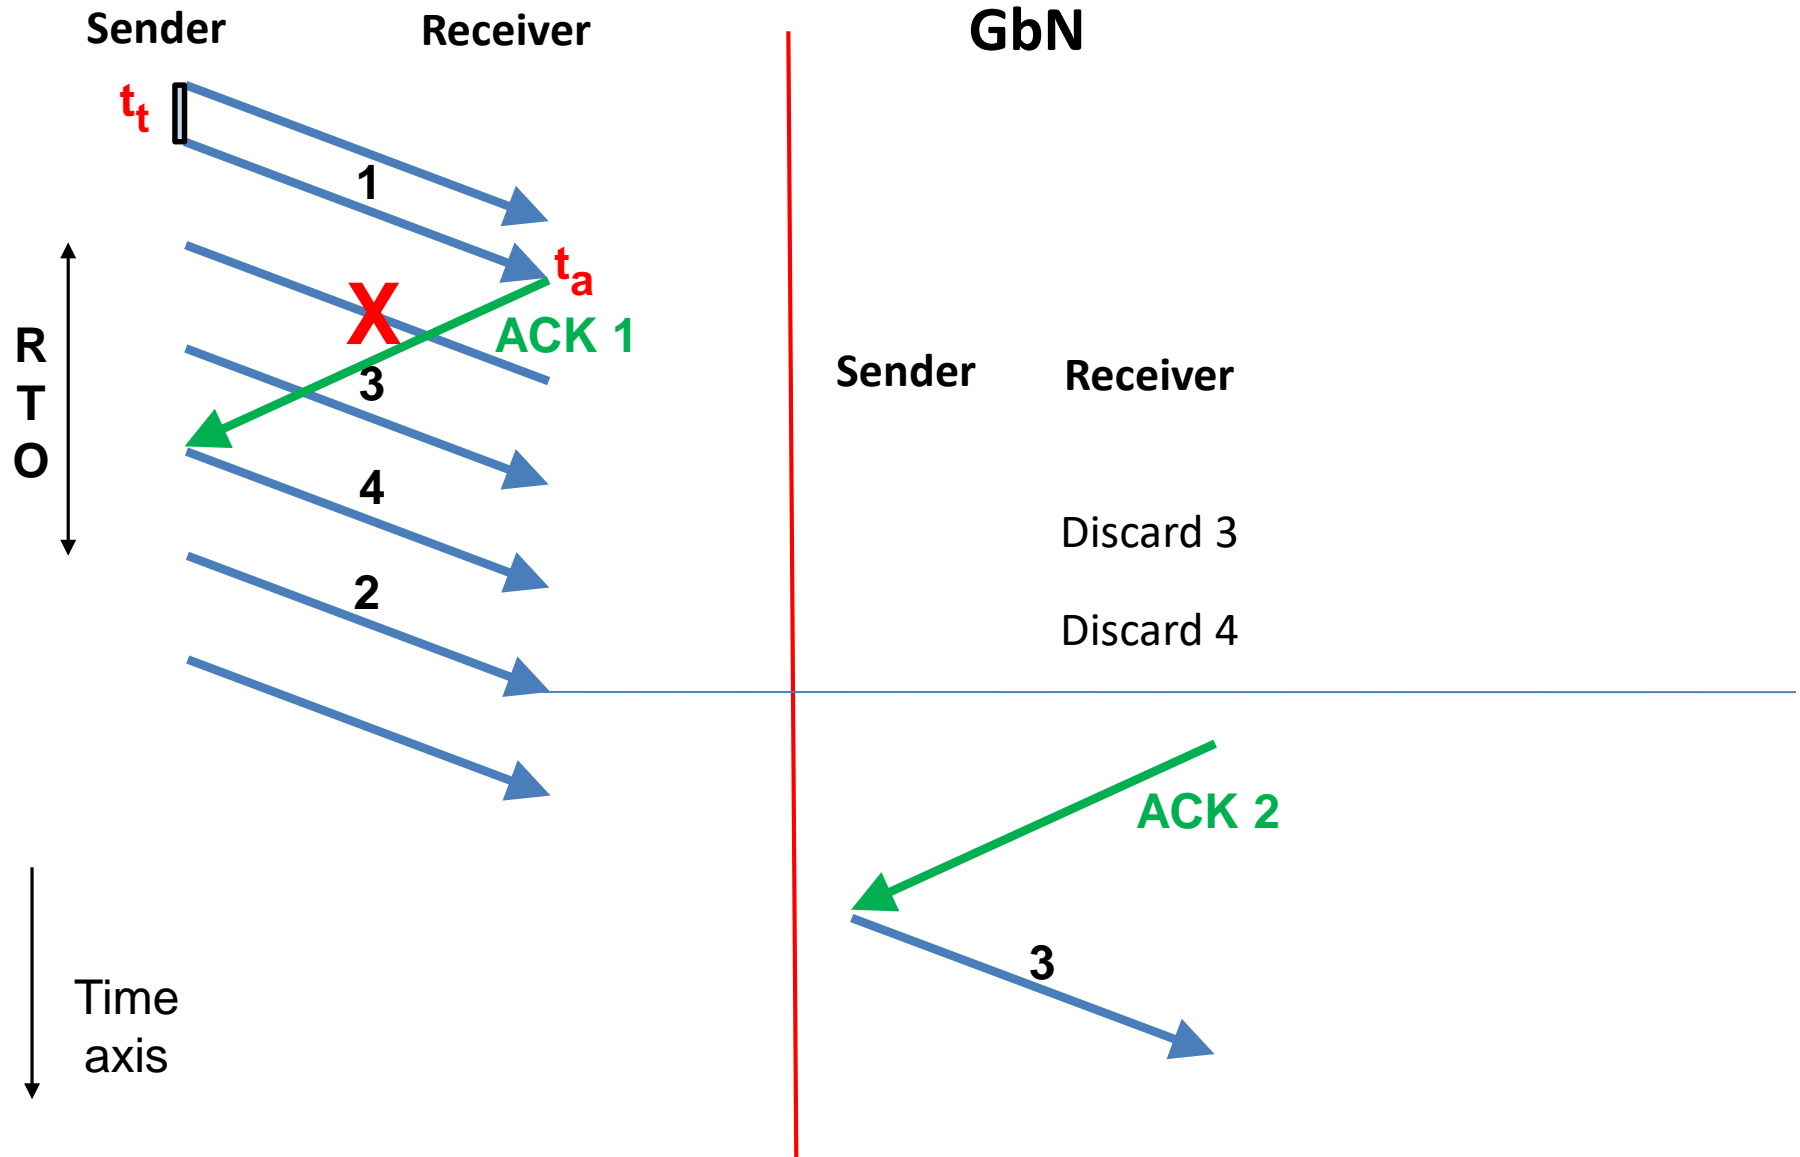 Sender Receiver
GbN
tt
1
ta
X
ACK 1
R
T
O
3
4
2
Time
axis
Sender Receiver
Discard 3
Discard 4
ACK 2
3